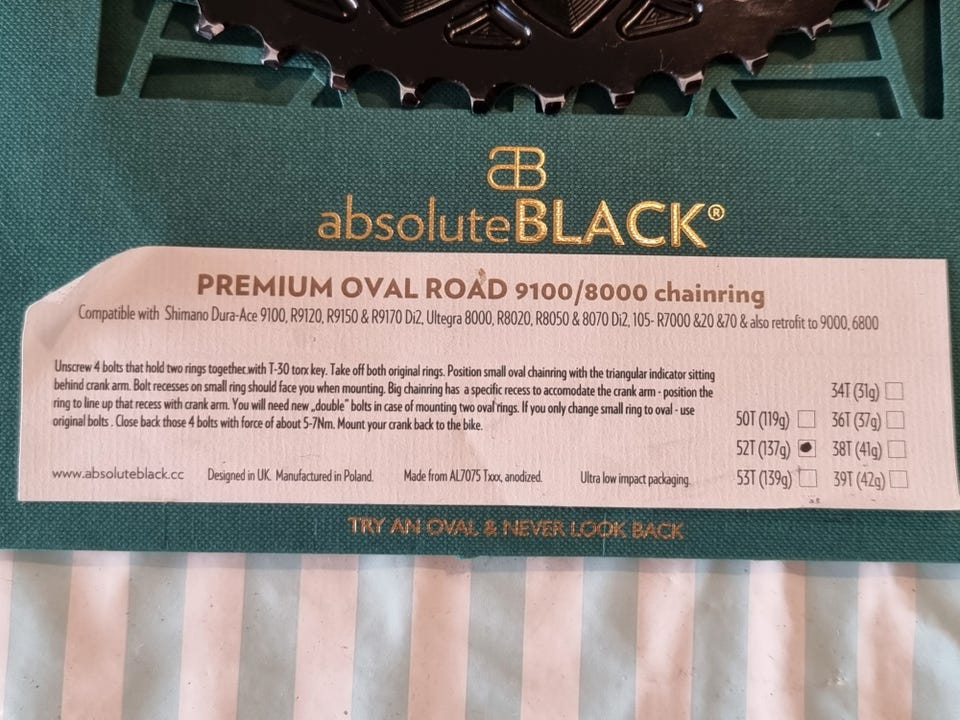 absoluteBLACK®
PREMIUM OVAL ROAD 9100/8000 chainring
Compatible with Shimano Dura-Ace 9100, R9120, R9150 & R9170 Di2, Ultegra 8000, R8020, R8050 & 8070 Di2, 105- R7000 &20 &70 & also retrofit to 9000, 6800
Unscrew 4 bolts that hold two rings together with T-30 torx key. Take off both original rings. Position small oval chainring with the triangular indicator sitting
behind crank arm. Bolt recesses on small ring should face you when mounting. Big chainring has a specific recess to accomodate the crank arm - position the
ring to line up that recess with crank arm. You will need new „double" bolts in case of mounting two oval rings. If you only change small ring to oval - use
original bolts . Close back those 4 bolts with force of about 5-7Nm. Mount your crank back to the bike.
34T (31g)
50T (119g) 36T (37g)
52T (137g) 38T (41g)
53T (139g) 39T (42g)
www.absoluteblack.cc Designed in UK. Manufactured in Poland. Made from AL7075 Txxx, anodized. Ultra low impact packaging.
TRY AN OVAL & NEVER LOOK BACK